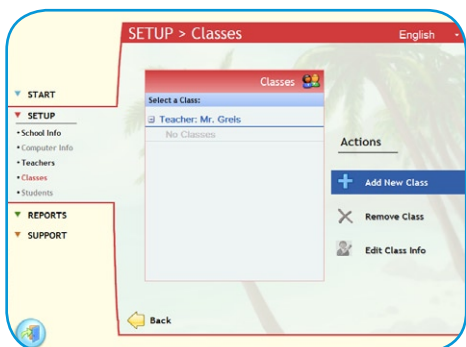 SETUP > Classes
English
START
SETUP
• School Info
• Computer Info
• Teachers
• Classes
• Students
REPORTS
SUPPORT
Classes
Select a Class:
Teacher: Mr. Greis
No Classes
Actions
Add New Class
Remove Class
Edit Class Info
Back